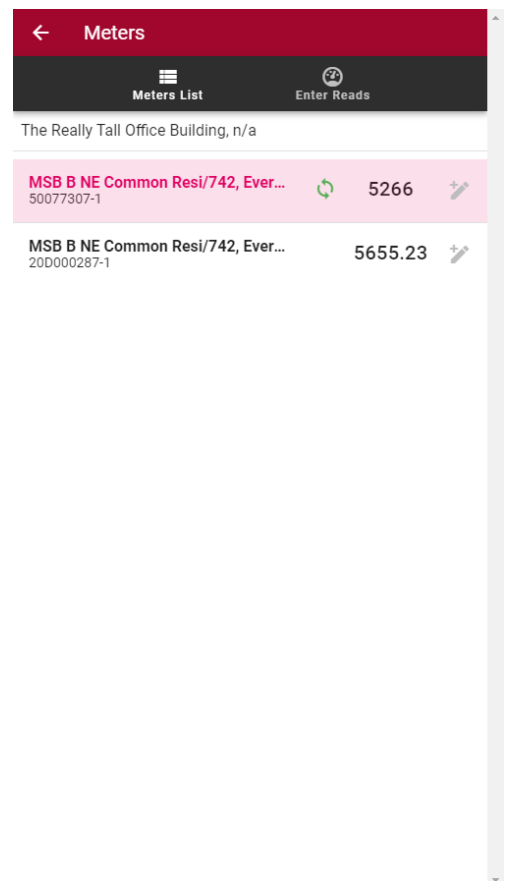 Meters
Meters List
Enter Reads
The Really Tall Office Building, n/a
MSB B NE Common Resi/742, Ever...
5266
50077307-1
MSB B NE Common Resi/742, Ever...
5655.23
20D000287-1